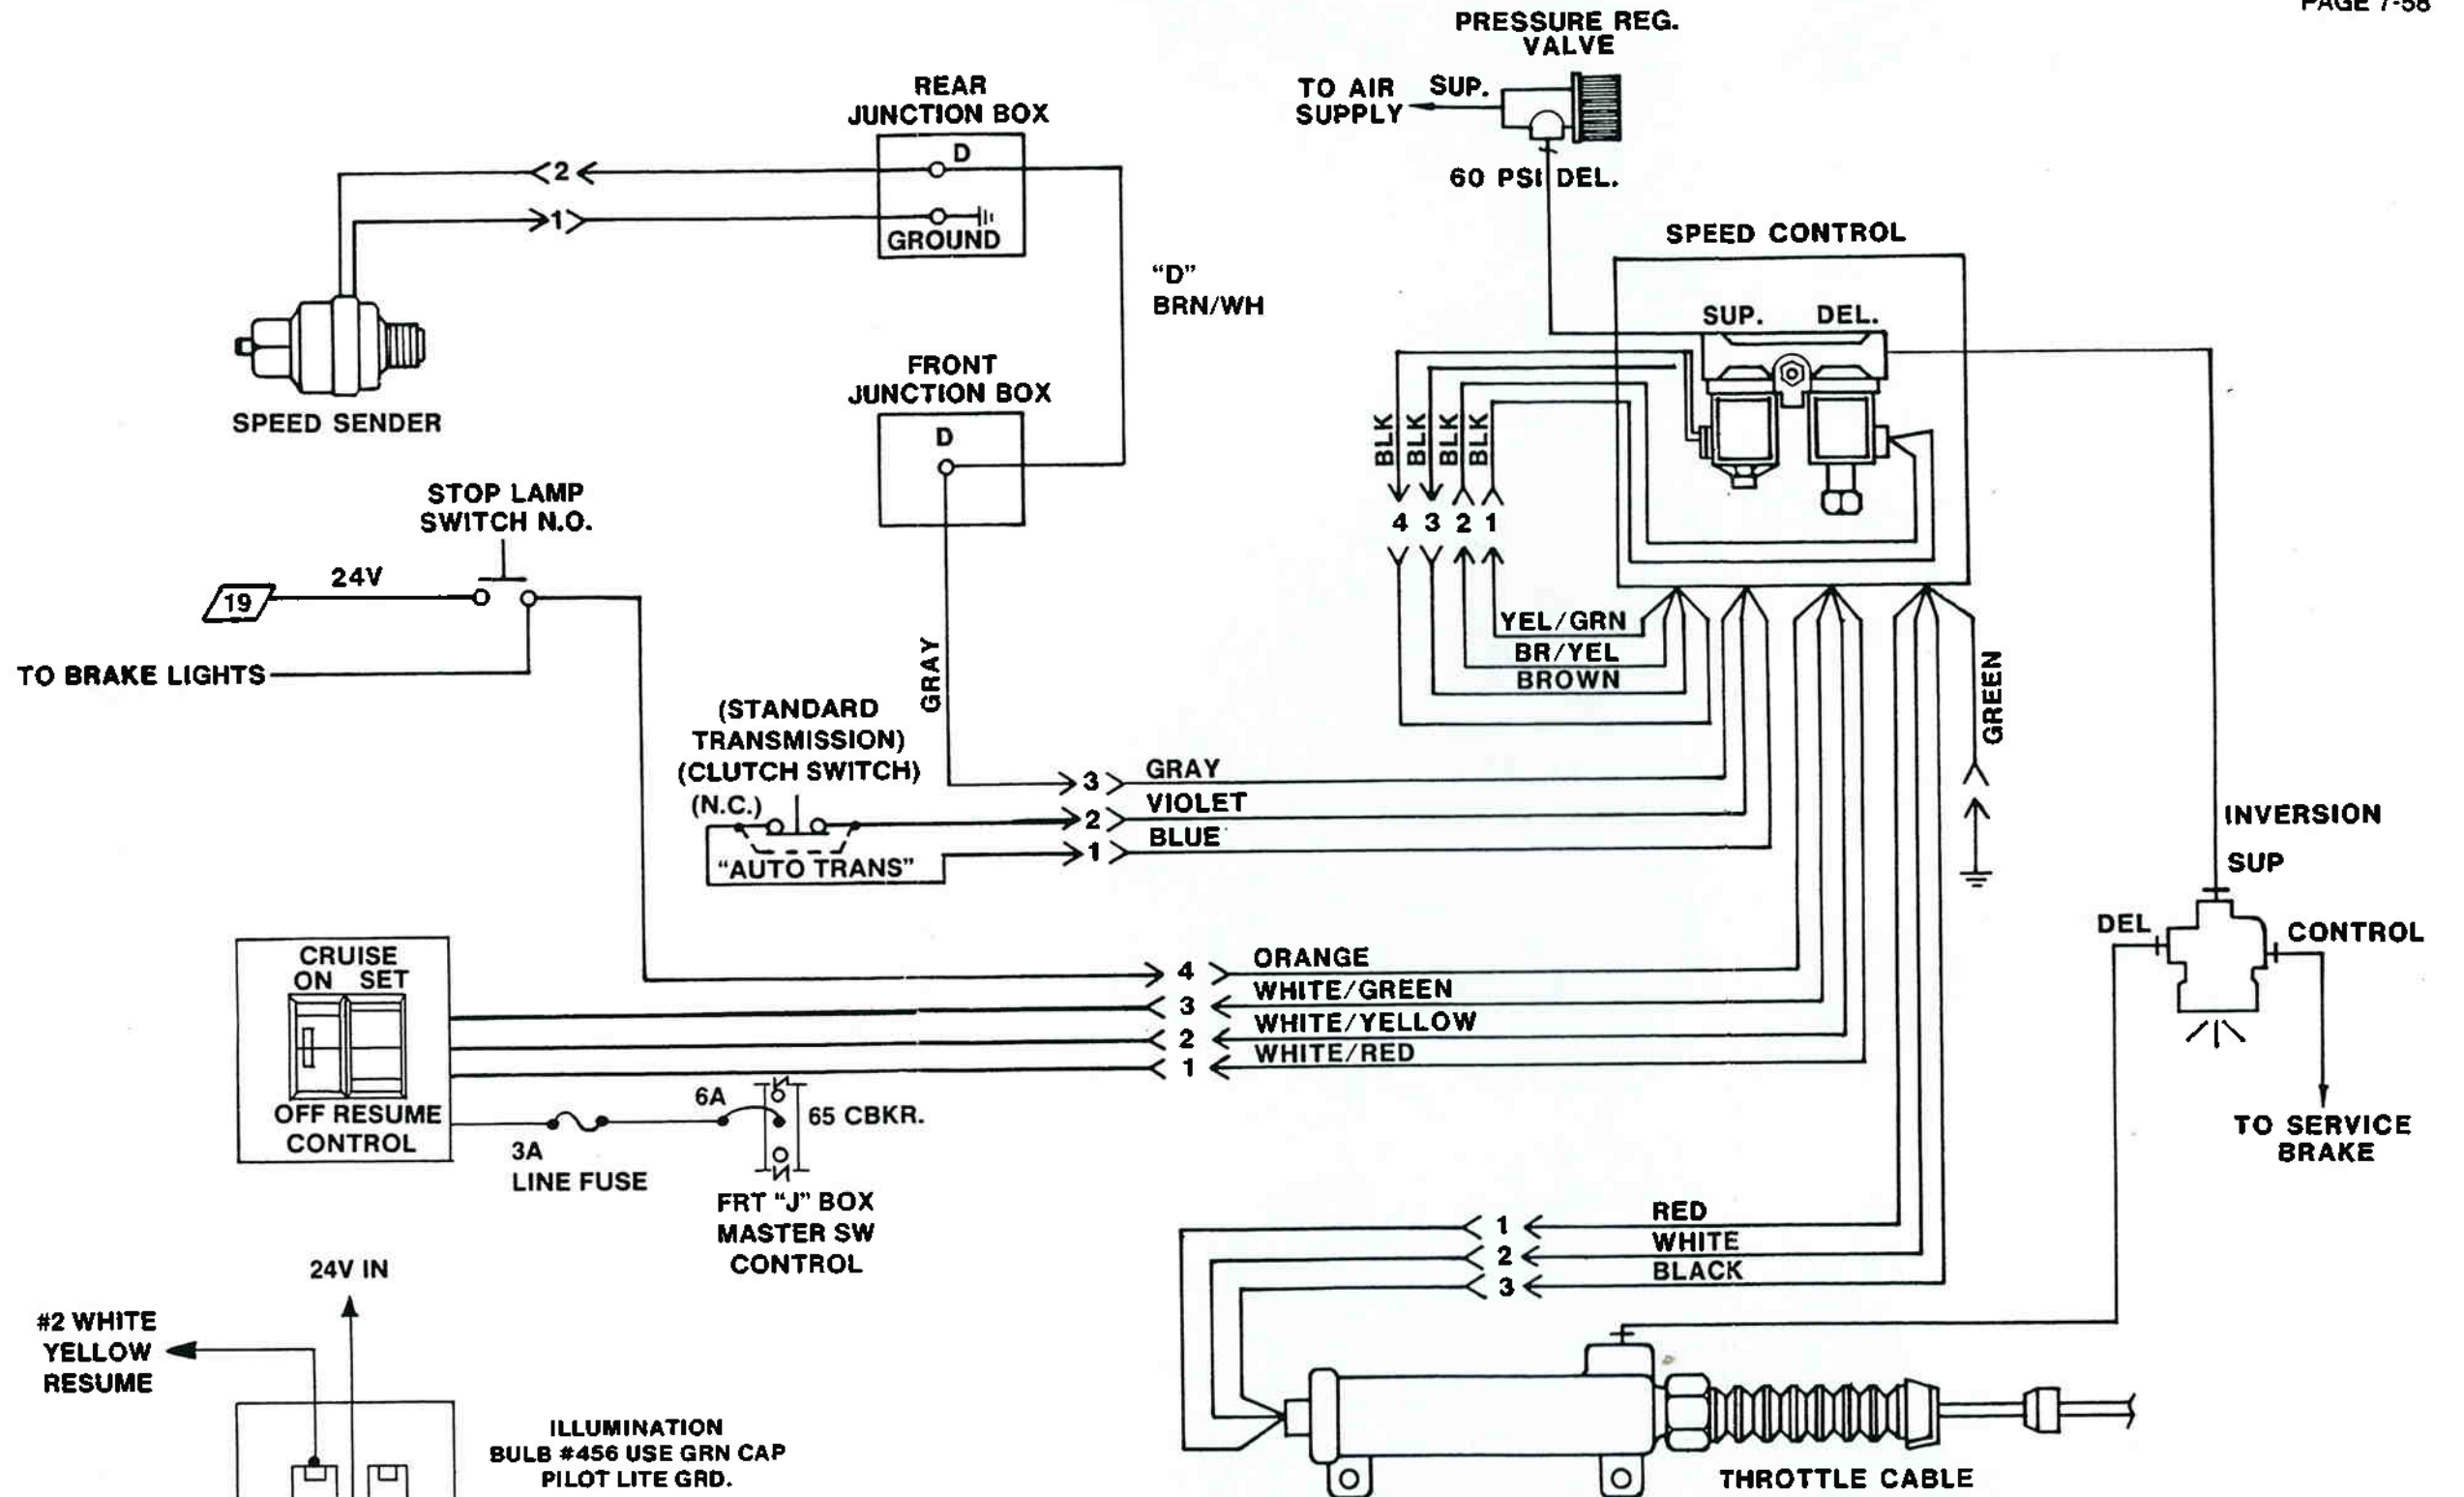 PAGE 7-58
PRESSURE REG.
VALVE
TO AIR
SUPPLY
SUP.
60 PSI DEL.
REAR
JUNCTION BOX
D
GROUND
2
1
"D"
BRN/WH
SPEED SENDER
FRONT
JUNCTION BOX
D
SPEED CONTROL
SUP.
DEL.
BLK
BLK
BLK
BLK
4
3
2
1
STOP LAMP
SWITCH N.O.
24V
19
TO BRAKE LIGHTS
GRAY
YEL/GRN
BR/YEL
BROWN
GREEN
(STANDARD
TRANSMISSION)
(CLUTCH SWITCH)
(N.C.)
"AUTO TRANS"
3
GRAY
2
VIOLET
1
BLUE
INVERSION
SUP
DEL
CONTROL
TO SERVICE
BRAKE
CRUISE
ON SET
OFF RESUME
CONTROL
4
ORANGE
3
WHITE/GREEN
2
WHITE/YELLOW
1
WHITE/RED
3A
LINE FUSE
6A
65 CBKR.
FRT "J" BOX
MASTER SW
CONTROL
1
RED
2
WHITE
3
BLACK
24V IN
#2 WHITE
YELLOW
RESUME
ILLUMINATION
BULB #456 USE GRN CAP
PILOT LITE GRD.
THROTTLE CABLE